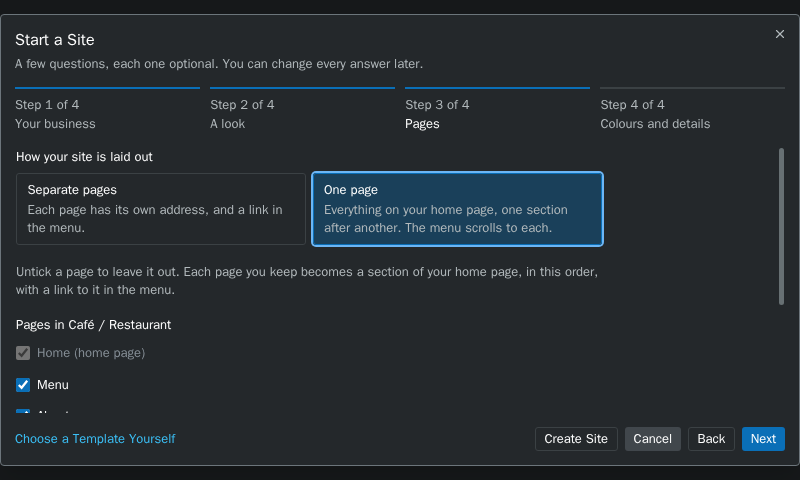 Start a Site
A few questions, each one optional. You can change every answer later.
Step 1 of 4
Your business
Step 2 of 4
A look
Step 3 of 4
Pages
Step 4 of 4
Colours and details
How your site is laid out
Separate pages
Each page has its own address, and a link in
the menu.
One page
Everything on your home page, one section
after another. The menu scrolls to each.
Untick a page to leave it out. Each page you keep becomes a section of your home page, in this order,
with a link to it in the menu.
Pages in Café / Restaurant
Home (home page)
Menu
Choose a Template Yourself
Create Site
Cancel
Back
Next